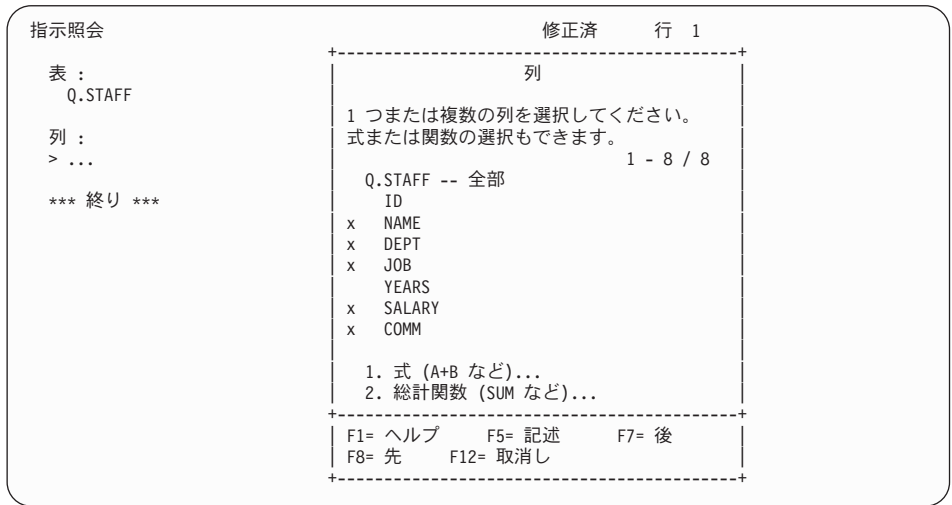 指示照会 修正済 行 1
表 :
Q.STAFF
列 :
> ...
*** 終り ***
列
1 つまたは複数の列を選択してください。
式または関数の選択もできます。
1 - 8 / 8
Q.STAFF -- 全部
ID
x NAME
x DEPT
x JOB
YEARS
x SALARY
x COMM
1. 式 (A+B など)...
2. 総計関数 (SUM など)...
F1= ヘルプ F5= 記述 F7= 後
F8= 先 F12= 取消し